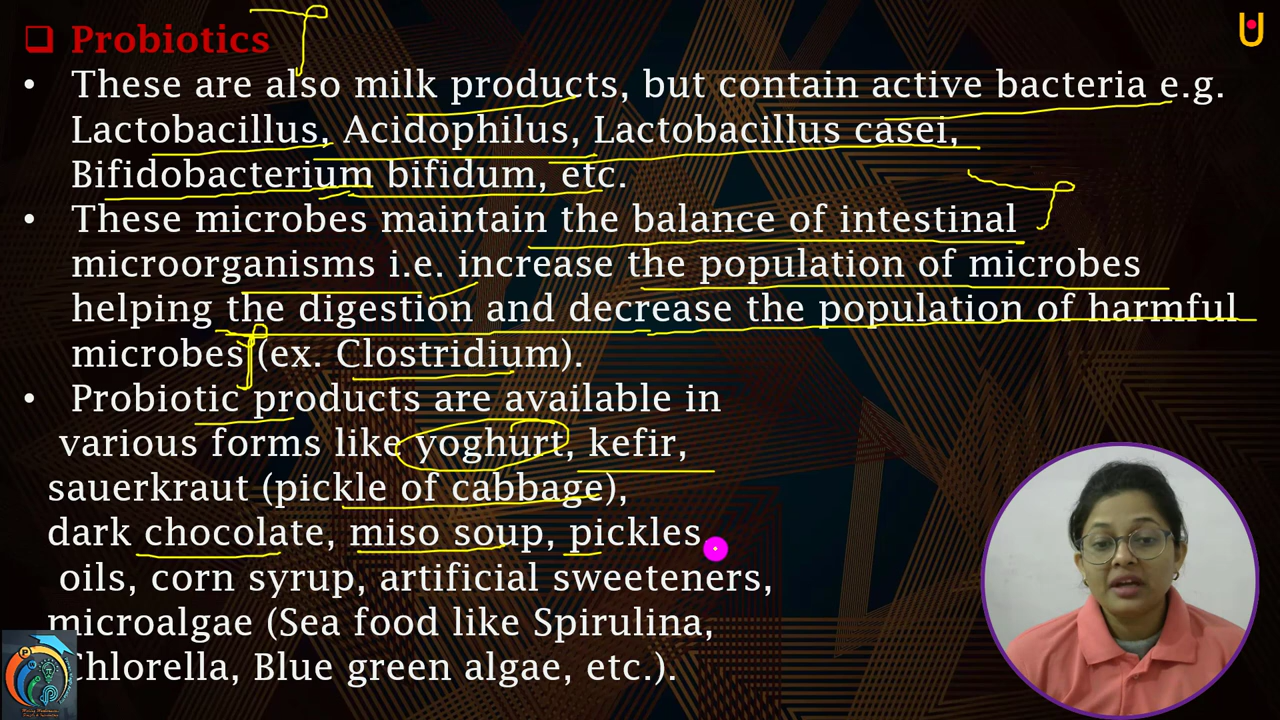 Probiotics
• These are also milk products, but contain active bacteria e.g.
Lactobacillus, Acidophilus, Lactobacillus casei,
Bifidobacterium bifidum, etc.
• These microbes maintain the balance of intestinal
microorganisms i.e. increase the population of microbes
helping the digestion and decrease the population of harmful
microbes (ex. Clostridium).
• Probiotic products are available in
various forms like yoghurt, kefir,
sauerkraut (pickle of cabbage),
dark chocolate, miso soup, pickles,
oils, corn syrup, artificial sweeteners,
microalgae (Sea food like Spirulina,
Chlorella, Blue green algae, etc.).